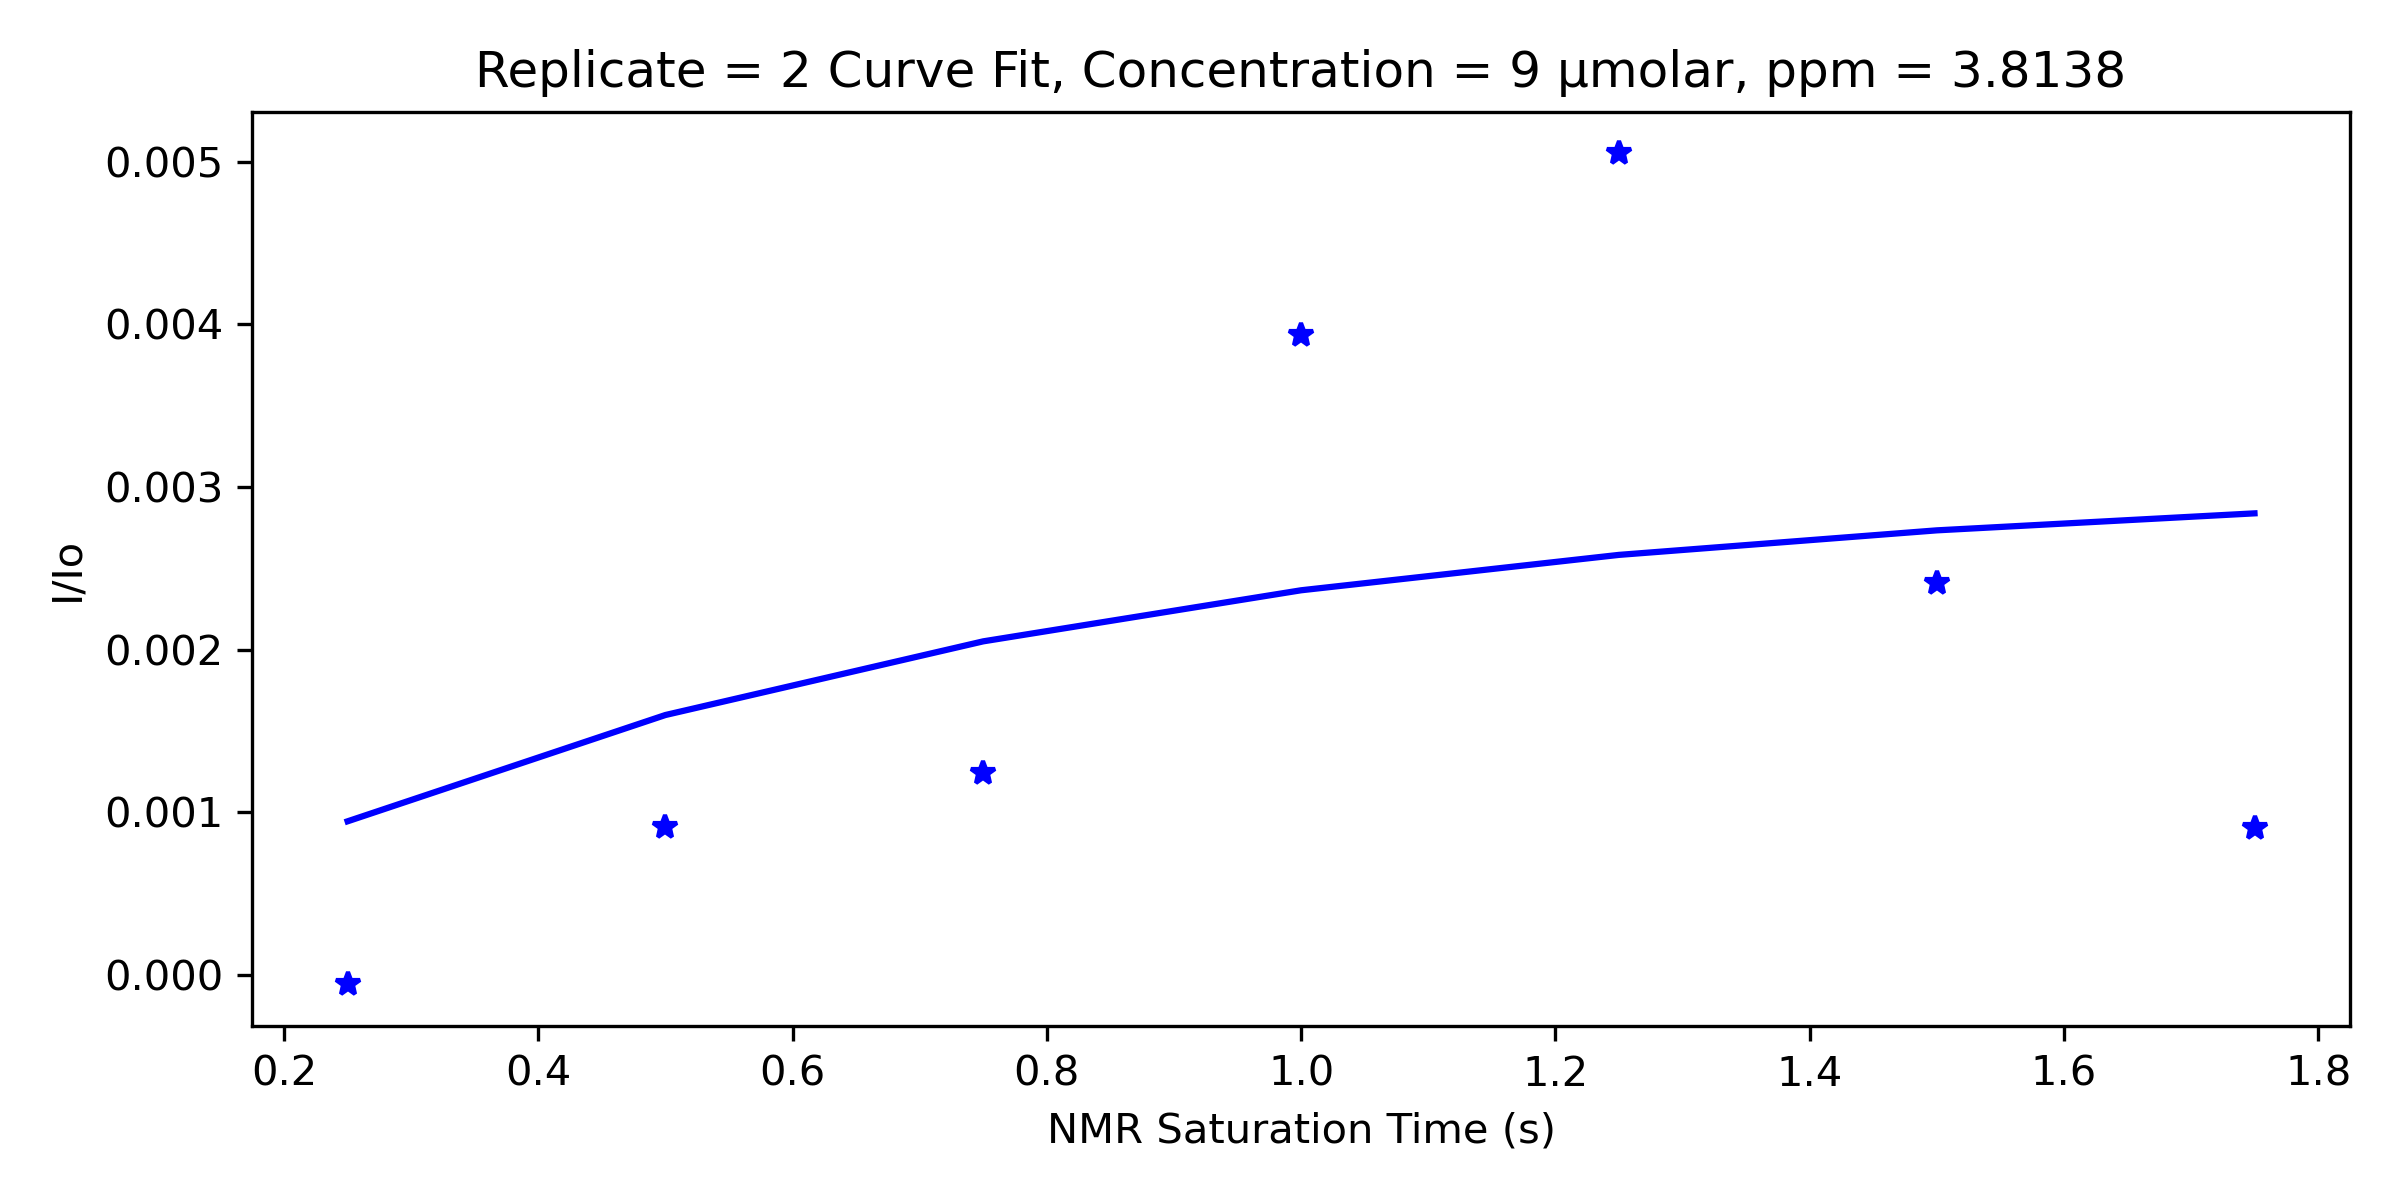 Replicate = 2 Curve Fit, Concentration = 9 μmolar, ppm = 3.8138
0.005
0.004
0.003
0.002
0.001
0.000
I/Io
0.2 0.4 0.6 0.8 1.0 1.2 1.4 1.6 1.8
NMR Saturation Time (s)